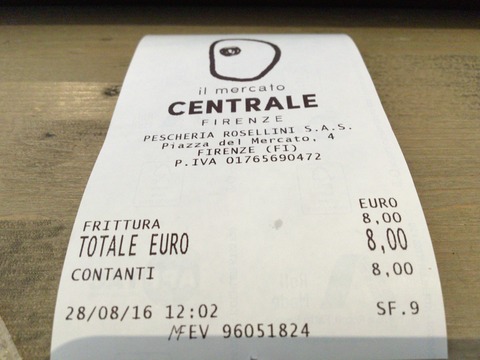 il mercato
CENTRALE
FIRENZE
PESCHERIA ROSELLINI S.A.S.
Piazza del Mercato, 4
FIRENZE (FI)
P.IVA 01765690472
EURO
FRITTURA 8,00
TOTALE EURO 8,00
CONTANTI 8,00
28/08/16 12:02 SF.9
MFEV 96051824